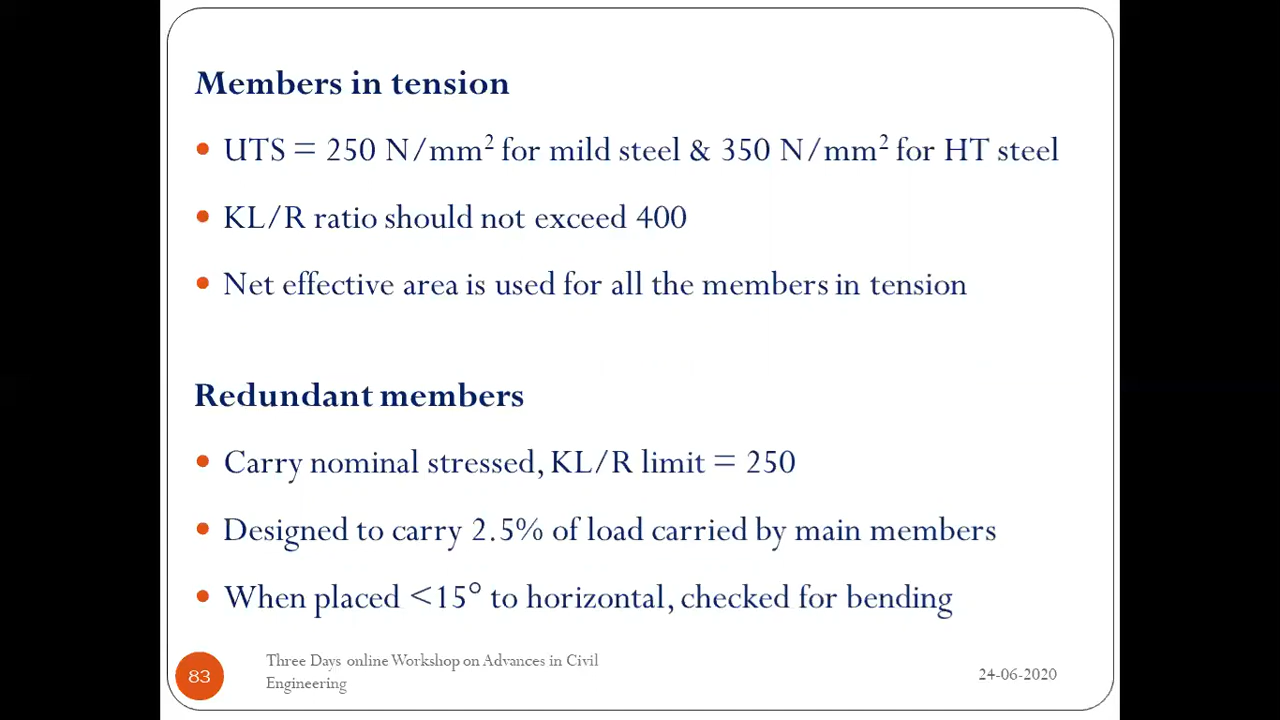 Members in tension
• UTS = 250 N/mm² for mild steel & 350 N/mm² for HT steel
• KL/R ratio should not exceed 400
• Net effective area is used for all the members in tension
Redundant members
• Carry nominal stressed, KL/R limit = 250
• Designed to carry 2.5% of load carried by main members
• When placed <15° to horizontal, checked for bending
83
Three Days online Workshop on Advances in Civil
Engineering
24-06-2020